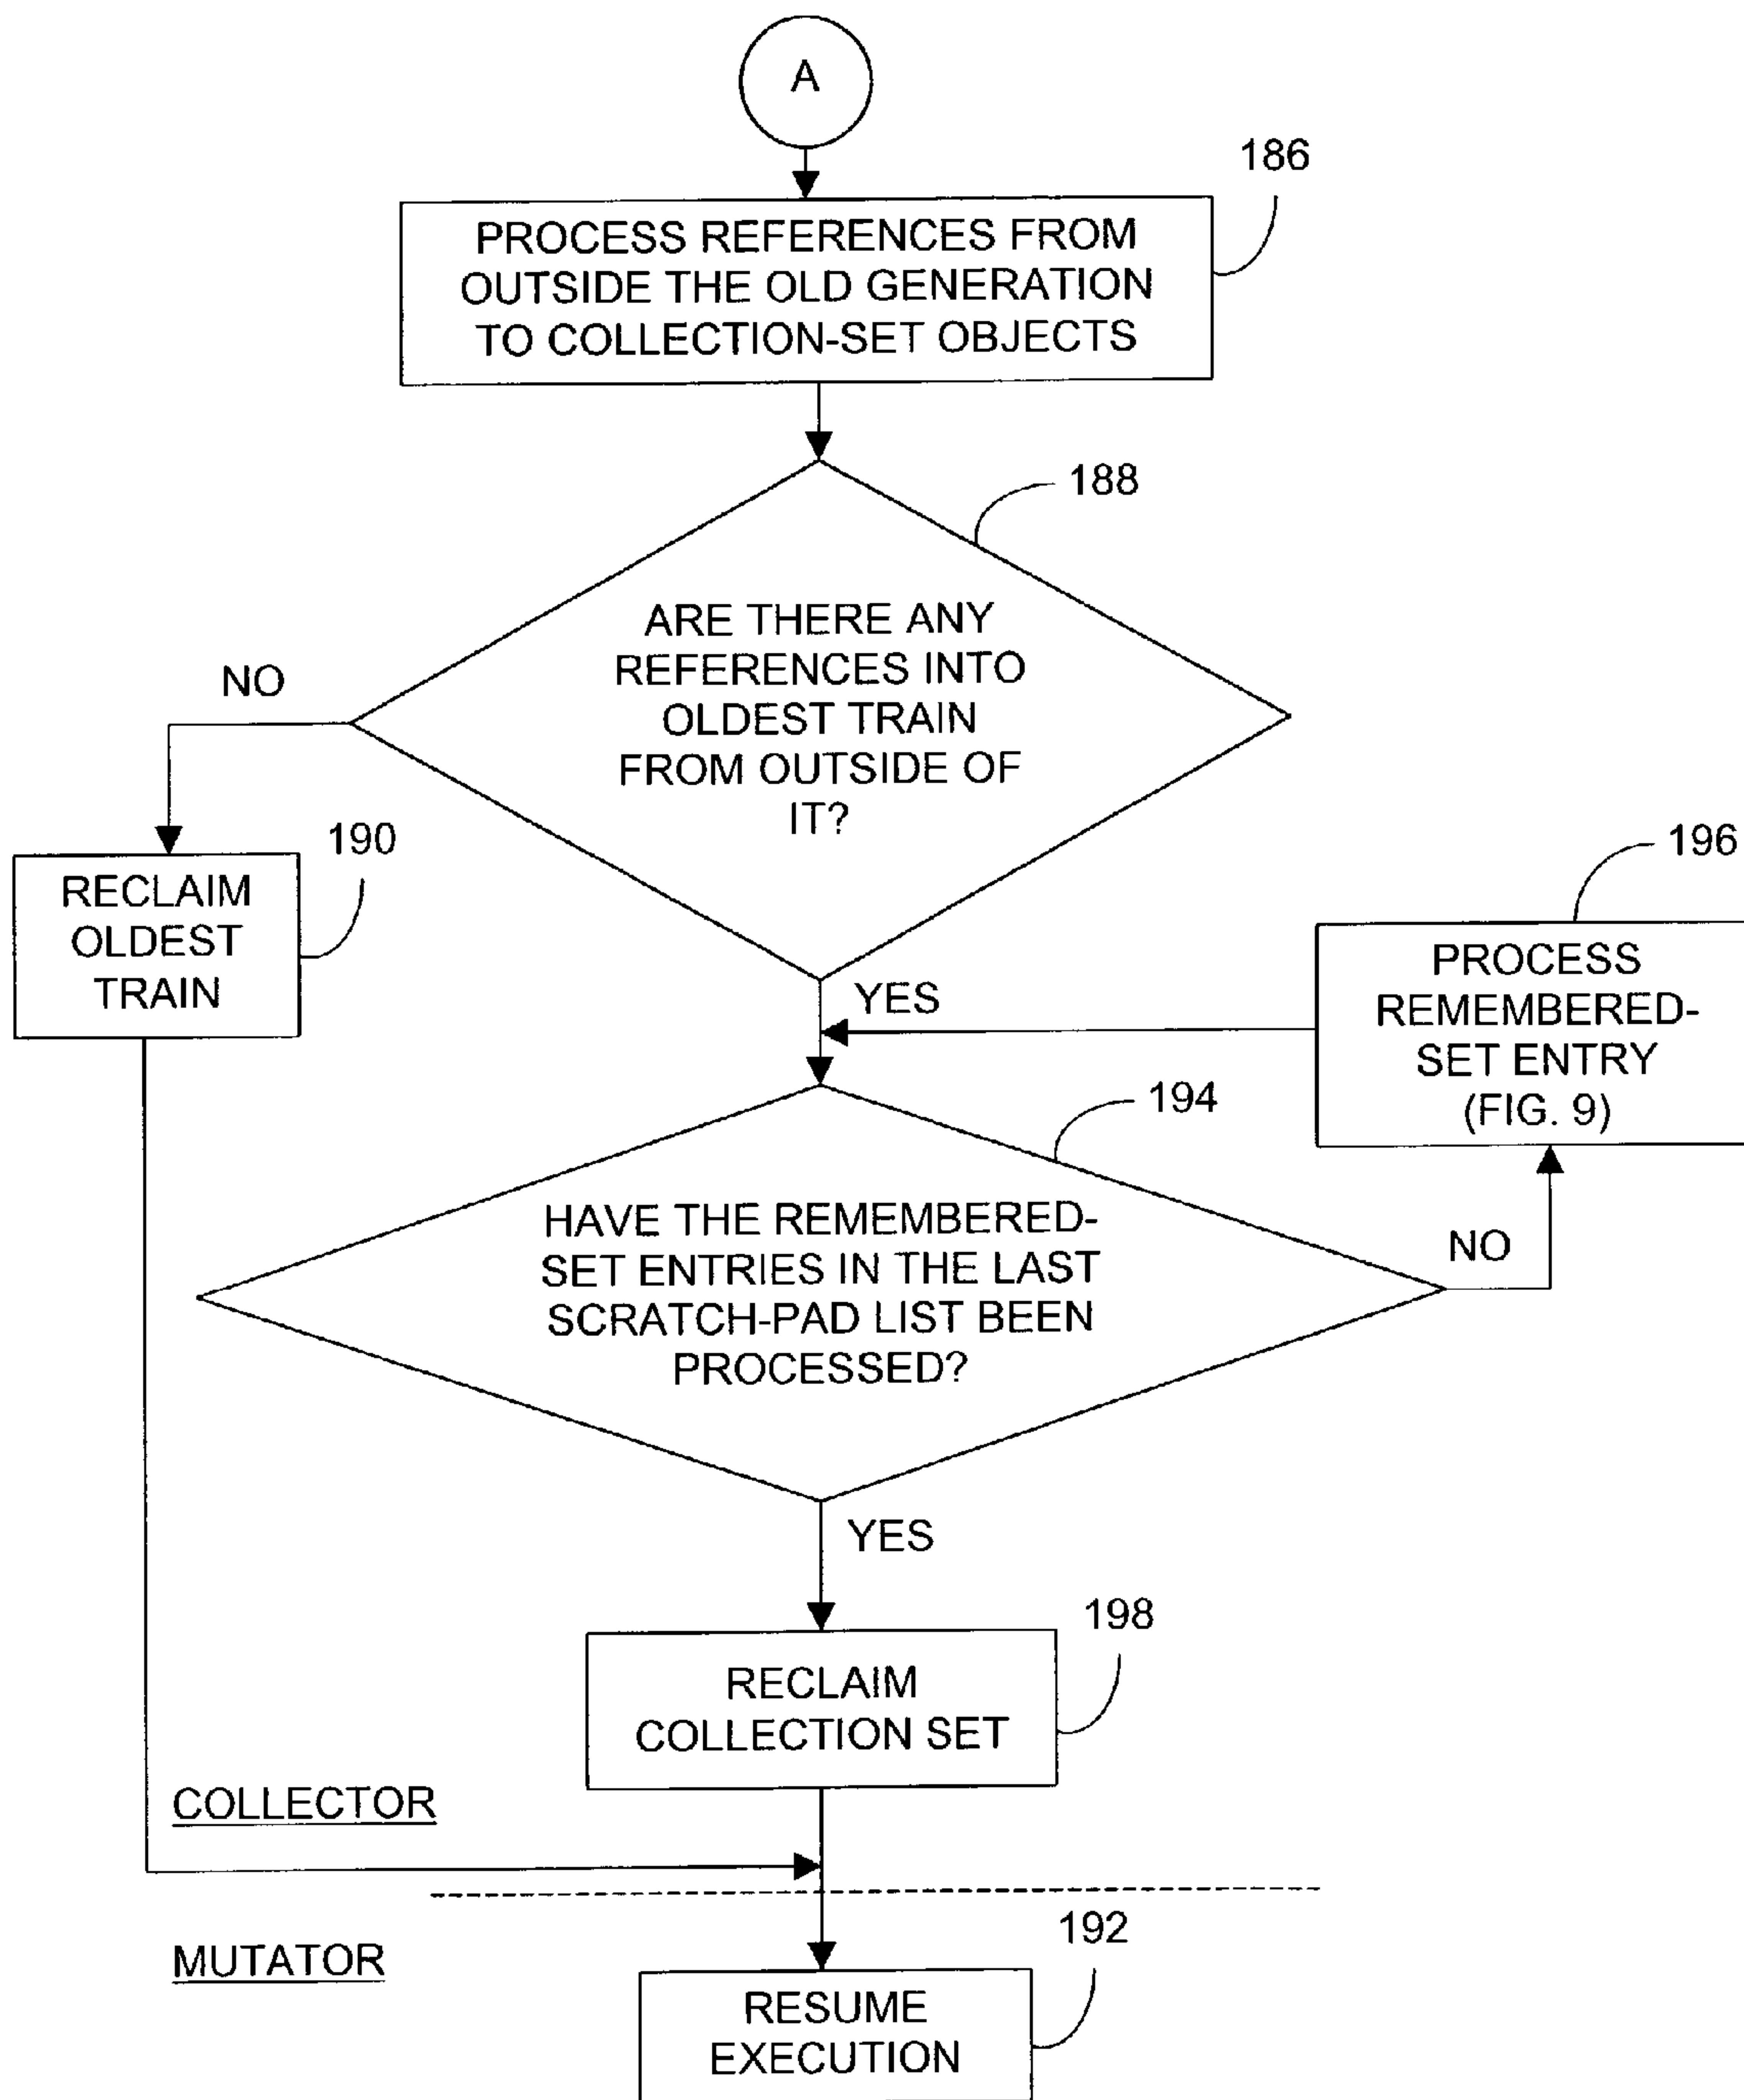 A
186
PROCESS REFERENCES FROM
OUTSIDE THE OLD GENERATION
TO COLLECTION-SET OBJECTS
188
ARE THERE ANY
REFERENCES INTO
OLDEST TRAIN
FROM OUTSIDE OF
IT?
NO
190
RECLAIM
OLDEST
TRAIN
196
PROCESS
REMEMBERED-
SET ENTRY
(FIG. 9)
YES
194
HAVE THE REMEMBERED-
SET ENTRIES IN THE LAST
SCRATCH-PAD LIST BEEN
PROCESSED?
NO
YES
198
RECLAIM
COLLECTION SET
COLLECTOR
MUTATOR
192
RESUME
EXECUTION